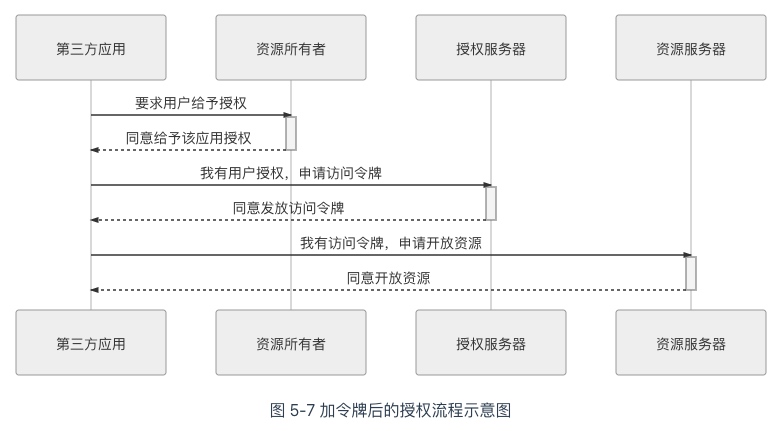 第三方应用 资源所有者 授权服务器 资源服务器
要求用户给予授权
同意给予该应用授权
我有用户授权，申请访问令牌
同意发放访问令牌
我有访问令牌，申请开放资源
同意开放资源
第三方应用 资源所有者 授权服务器 资源服务器
图 5-7 加令牌后的授权流程示意图